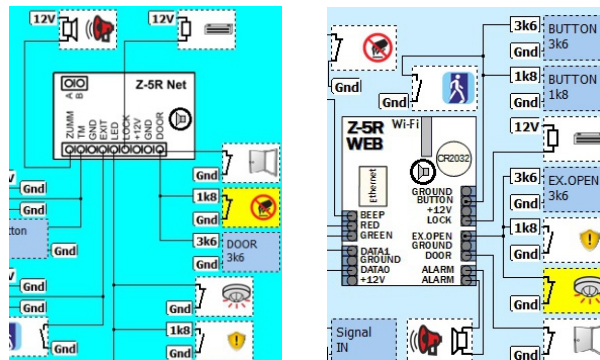 12V
12V
Z-5R Net
A
B
ZUMM
TM
GND
EXIT
LED
LOCK
+12V
GND
DOOR
Gnd
Gnd
Gnd
Gnd
Gnd
Gnd
1k8
Gnd
3k6
DOOR
3k6
Gnd
Gnd
1k8
Gnd
Gnd
Gnd
3k6
BUTTON
3k6
Gnd
1k8
BUTTON
1k8
Gnd
12V
Z-5R
WEB
Wi-Fi
CR2032
Ethernet
GROUND
BUTTON
+12V
LOCK
BEEP
RED
GREEN
EX.OPEN
GROUND
DOOR
DATA1
GROUND
DATA0
+12V
ALARM
ALARM
3k6
EX.OPEN
3k6
Gnd
1k8
Gnd
Gnd
Gnd
Signal
IN